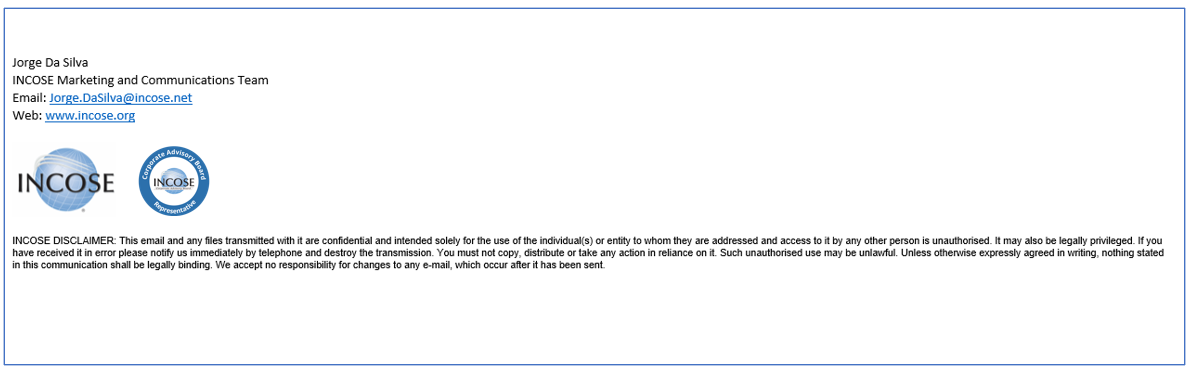 Jorge Da Silva
INCOSE Marketing and Communications Team
Email: Jorge.DaSilva@incose.net
Web: www.incose.org
INCOSE
Corporate Advisory Board
INCOSE
Representative
INCOSE DISCLAIMER: This email and any files transmitted with it are confidential and intended solely for the use of the individual(s) or entity to whom they are addressed and access to it by any other person is unauthorised. It may also be legally privileged. If you
have received it in error please notify us immediately by telephone and destroy the transmission. You must not copy, distribute or take any action in reliance on it. Such unauthorised use may be unlawful. Unless otherwise expressly agreed in writing, nothing stated
in this communication shall be legally binding. We accept no responsibility for changes to any e-mail, which occur after it has been sent.